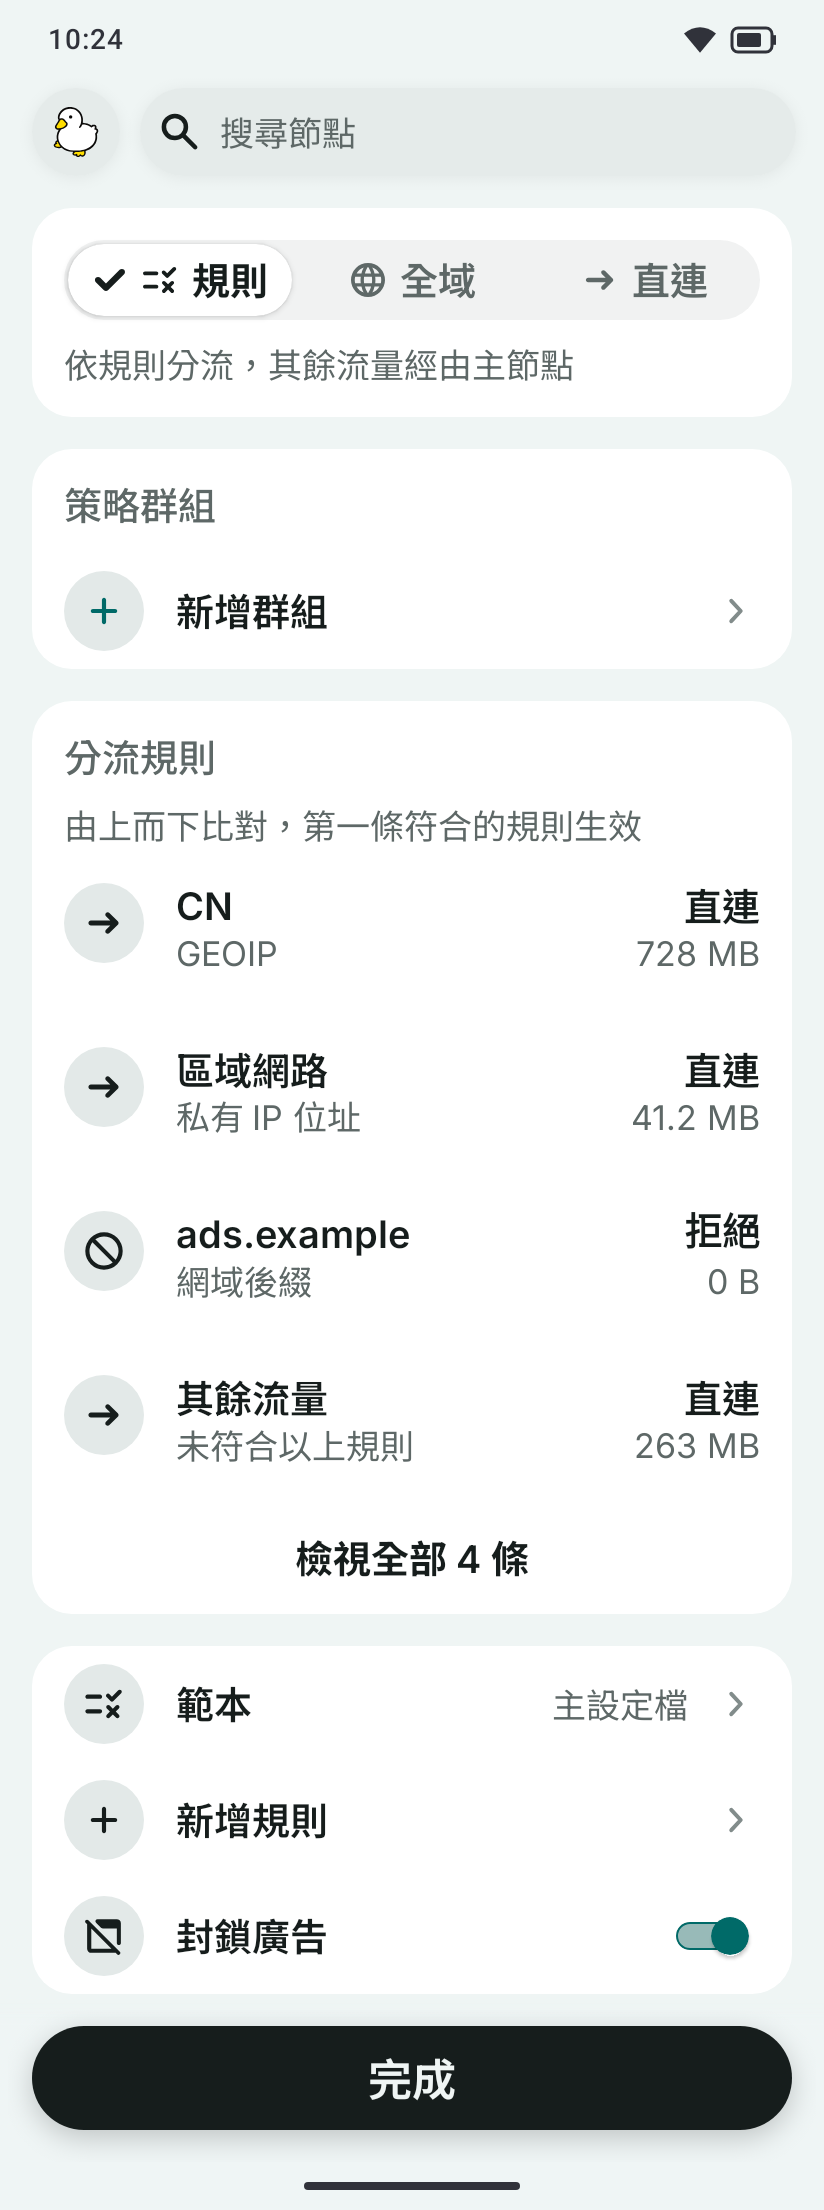 10:24
搜尋節點
規則
全域
直連
依規則分流，其餘流量經由主節點
策略群組
新增群組
分流規則
由上而下比對，第一條符合的規則生效
CN
直連
GEOIP
728 MB
區域網路
直連
私有 IP 位址
41.2 MB
ads.example
拒絕
網域後綴
0 B
其餘流量
直連
未符合以上規則
263 MB
檢視全部 4 條
範本
主設定檔
新增規則
封鎖廣告
完成